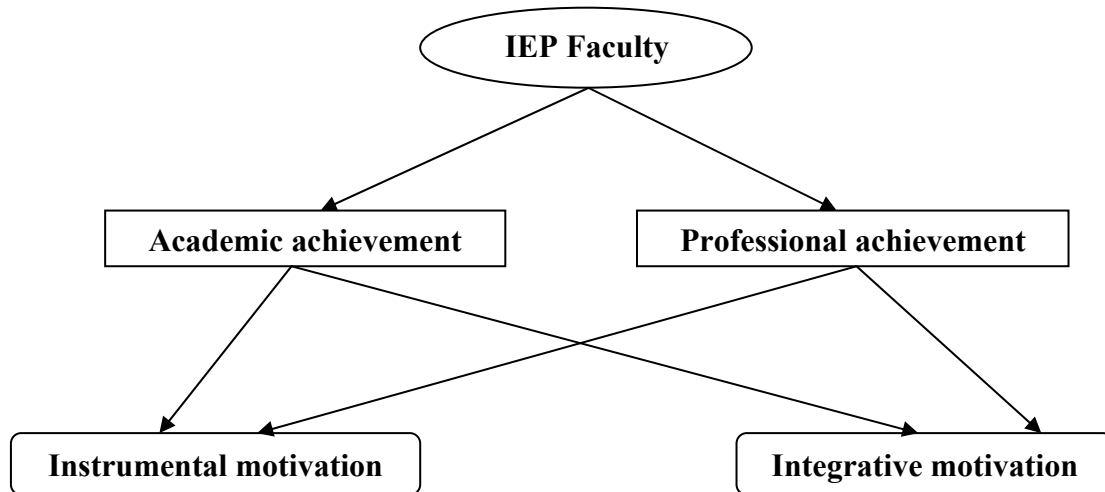 IEP Faculty
Academic achievement
Professional achievement
Instrumental motivation
Integrative motivation